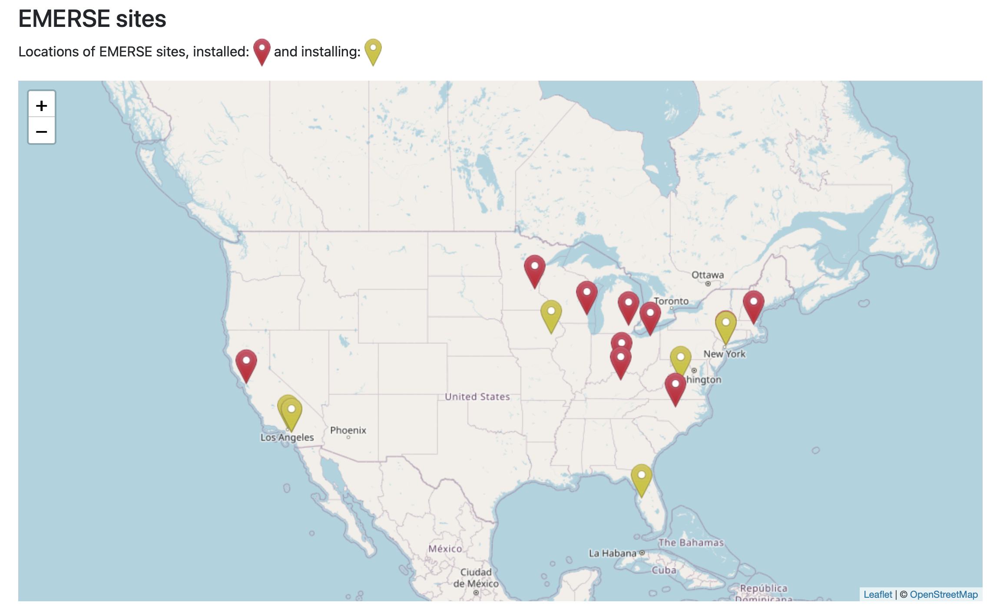 EMERSE sites
Locations of EMERSE sites, installed: and installing:
+
−
Ottawa
Toronto
New York
hington
United States
Los Angeles
Phoenix
The Bahamas
La Habana
México
Cuba
Ciudad
de México
República
Dominicana
Leaflet | © OpenStreetMap